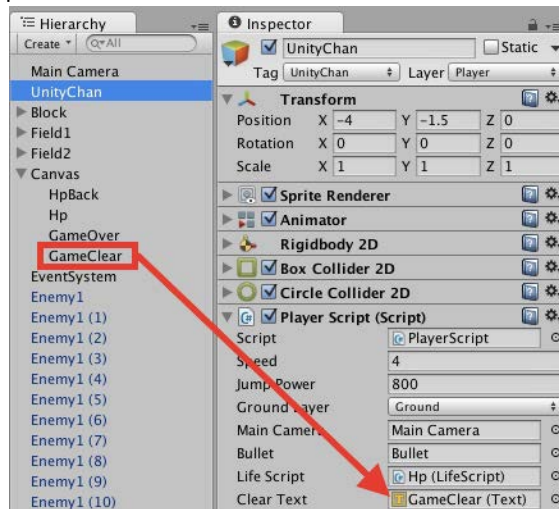 Hierarchy
Create
All
Main Camera
UnityChan
Block
Field1
Field2
Canvas
HpBack
Hp
GameOver
GameClear
EventSystem
Enemy1
Enemy1 (1)
Enemy1 (2)
Enemy1 (3)
Enemy1 (4)
Enemy1 (5)
Enemy1 (6)
Enemy1 (7)
Enemy1 (8)
Enemy1 (9)
Enemy1 (10)
Inspector
UnityChan Static
Tag UnityChan Layer Player
Transform
Position X -4 Y -1.5 Z 0
Rotation X 0 Y 0 Z 0
Scale X 1 Y 1 Z 1
Sprite Renderer
Animator
Rigidbody 2D
Box Collider 2D
Circle Collider 2D
Player Script (Script)
Script PlayerScript
Speed 4
Jump Power 800
Ground Layer Ground
Main Camera Main Camera
Bullet Bullet
Life Script Hp (LifeScript)
Clear Text GameClear (Text)